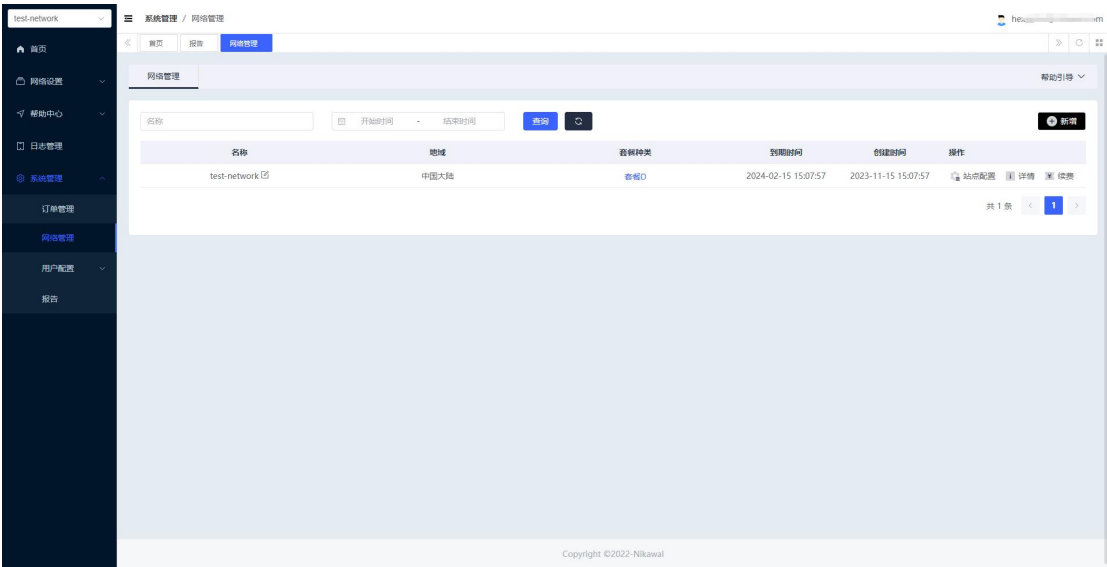 test-network
系统管理 / 网络管理
首页
网络设置
帮助中心
日志管理
系统管理
订单管理
网络管理
用户配置
报告
首页
报告
网络管理
网络管理
帮助引导
名称
开始时间 - 结束时间
查询
新增
名称 地域 套餐种类 到期时间 创建时间 操作
test-network 中国大陆 套餐D 2024-02-15 15:07:57 2023-11-15 15:07:57 站点配置 详情 续费
共 1 条
1
Copyright ©2022-Nikawai